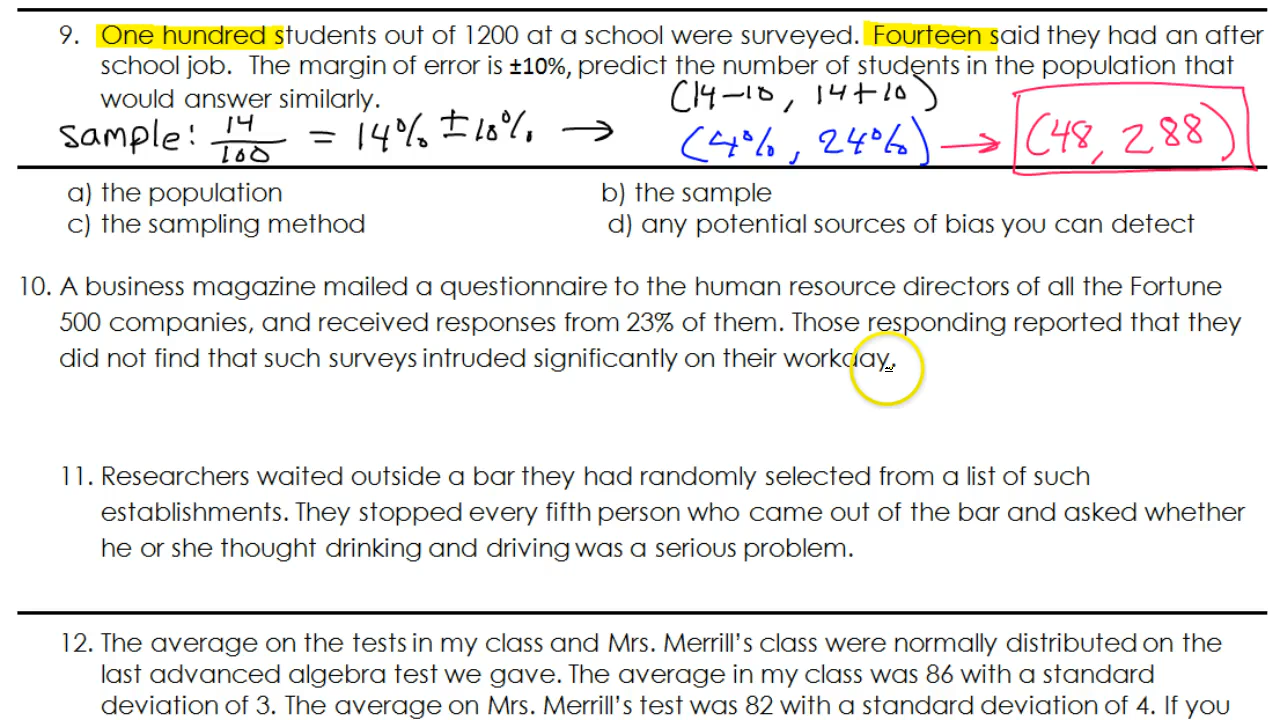 9. One hundred students out of 1200 at a school were surveyed. Fourteen said they had an after
school job. The margin of error is ±10%, predict the number of students in the population that
would answer similarly.
(14-10, 14+10)
sample: 14/100 = 14% ±10% → (4%, 24%) → (48, 288)
a) the population b) the sample
c) the sampling method d) any potential sources of bias you can detect
10. A business magazine mailed a questionnaire to the human resource directors of all the Fortune
500 companies, and received responses from 23% of them. Those responding reported that they
did not find that such surveys intruded significantly on their workday.
11. Researchers waited outside a bar they had randomly selected from a list of such
establishments. They stopped every fifth person who came out of the bar and asked whether
he or she thought drinking and driving was a serious problem.
12. The average on the tests in my class and Mrs. Merrill's class were normally distributed on the
last advanced algebra test we gave. The average in my class was 86 with a standard
deviation of 3. The average on Mrs. Merrill's test was 82 with a standard deviation of 4. If you